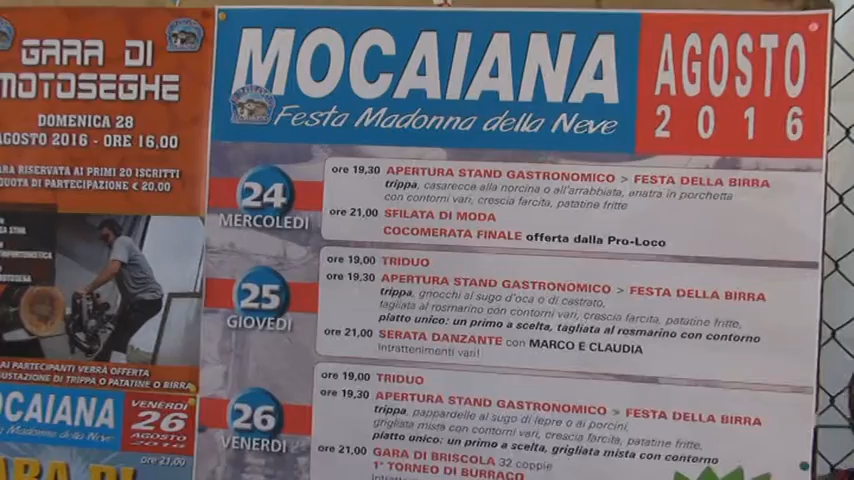 GARA DI
MOTOSEGHE
DOMENICA 28
AGOSTO 2016 - ORE 16,00
RISERVATA AI PRIMI 20 ISCRITTI
QUOTA DI PARTECIPAZIONE € 20,00
AI PARTECIPANTI VERRÀ OFFERTA
DEGUSTAZIONE DI TRIPPA O PATATINE E BIRRA
MOCAIANA
Festa Madonna della Neve
VENERDI
26
AGOSTO
2016
ore 21,00
GARA DI
MOCAIANA
Festa Madonna della Neve
AGOSTO
2016
24
MERCOLEDI
ore 19,30 APERTURA STAND GASTRONOMICO > FESTA DELLA BIRRA
trippa, casarecce alla norcina o all'arrabbiata, anatra in porchetta
con contorni vari, crescia farcita, patatine fritte
ore 21,00 SFILATA DI MODA
COCOMERATA FINALE offerta dalla Pro-Loco
25
GIOVEDI
ore 19,00 TRIDUO
ore 19,30 APERTURA STAND GASTRONOMICO > FESTA DELLA BIRRA
trippa, gnocchi al sugo d'oca o di castrato,
tagliata al rosmarino con contorni vari, crescia farcita, patatine fritte,
piatto unico: un primo a scelta, tagliata al rosmarino con contorno
ore 21,00 SERATA DANZANTE con MARCO E CLAUDIA
Intrattenimenti vari!
26
VENERDI
ore 19,00 TRIDUO
ore 19,30 APERTURA STAND GASTRONOMICO > FESTA DELLA BIRRA
trippa, pappardelle al sugo di lepre o ai porcini,
grigliata mista con contorni vari, crescia farcita, patatine fritte,
piatto unico: un primo a scelta, grigliata mista con contorno
ore 21,00 GARA DI BRISCOLA 32 coppie
1° TORNEO DI BURRACO